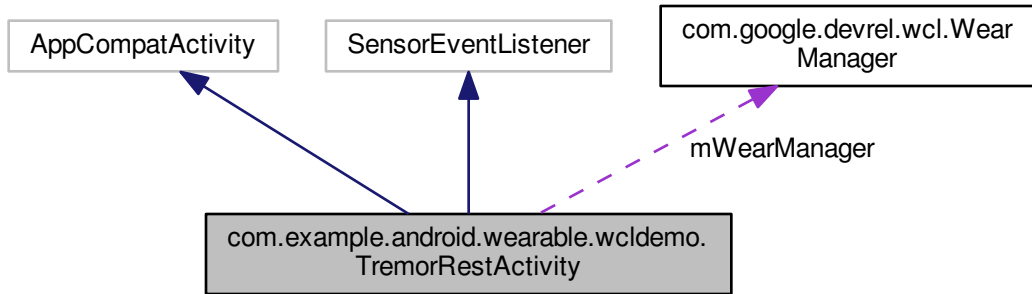 AppCompatActivity
SensorEventListener
com.google.devrel.wcl.Wear
Manager
mWearManager
com.example.android.wearable.wcldemo.
TremorRestActivity